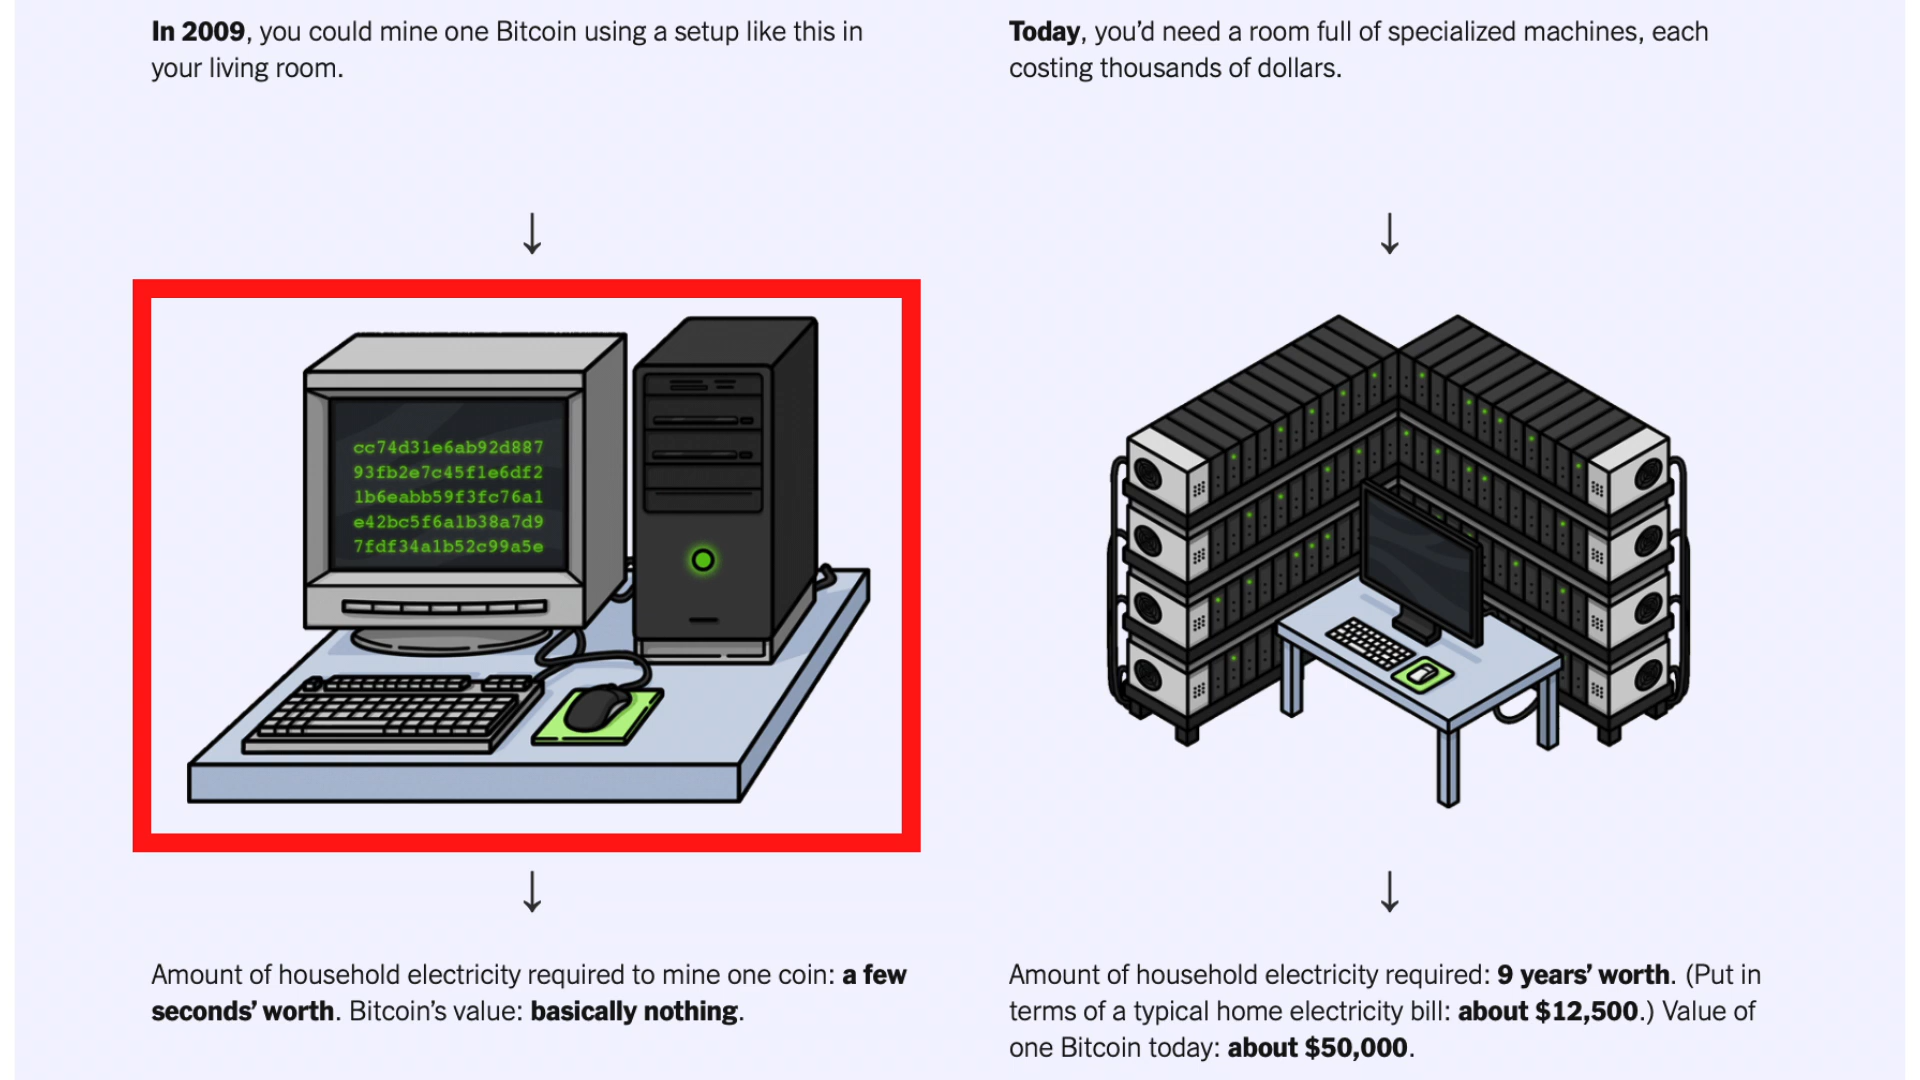 In 2009, you could mine one Bitcoin using a setup like this in
your living room.
cc74d31e6ab92d887
93fb2e7c45f1e6df2
1b6eabb59f3fc76a1
e42bc5f6a1b38a7d9
7fdf34a1b52c99a5e
Amount of household electricity required to mine one coin: a few
seconds’ worth. Bitcoin’s value: basically nothing.
Today, you’d need a room full of specialized machines, each
costing thousands of dollars.
Amount of household electricity required: 9 years’ worth. (Put in
terms of a typical home electricity bill: about $12,500.) Value of
one Bitcoin today: about $50,000.